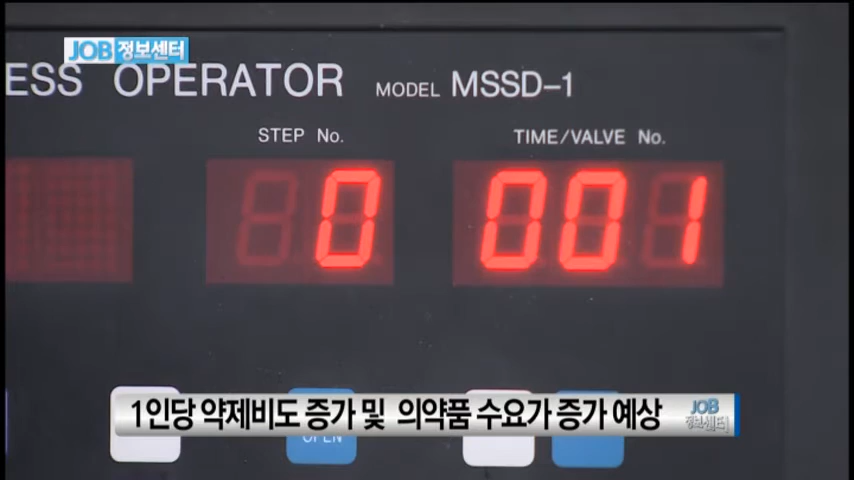 JOB 정보센터
ESS OPERATOR MODEL MSSD-1
STEP No. TIME/VALVE No.
0 001
OPEN
1인당 약제비도 증가 및 의약품 수요가 증가 예상
JOB
정보센터